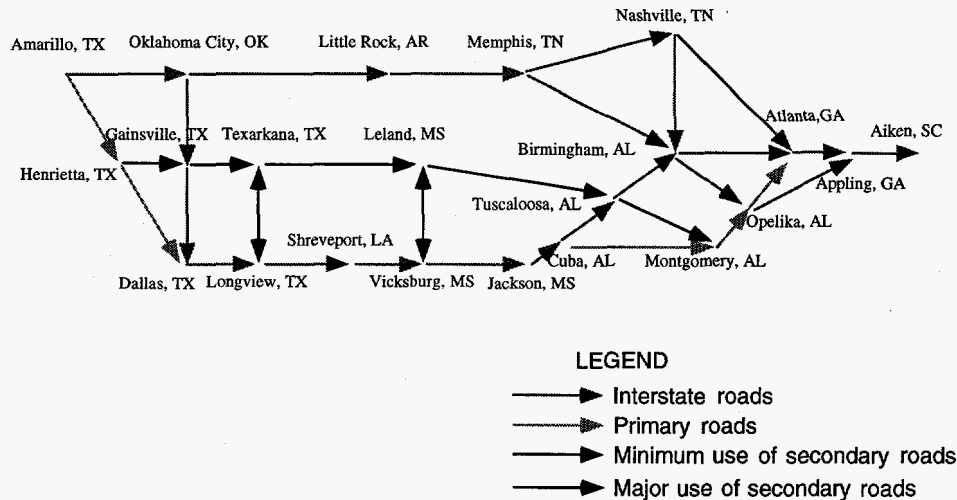 Nashville, TN
Amarillo, TX Oklahoma City, OK Little Rock, AR Memphis, TN
Atlanta,GA
Gainsville, TX Texarkana, TX Leland, MS Birmingham, AL Aiken, SC
Henrietta, TX Appling, GA
Tuscaloosa, AL
Opelika, AL
Shreveport, LA
Cuba, AL Montgomery, AL
Dallas, TX Longview, TX Vicksburg, MS Jackson, MS
LEGEND
Interstate roads
Primary roads
Minimum use of secondary roads
Major use of secondary roads